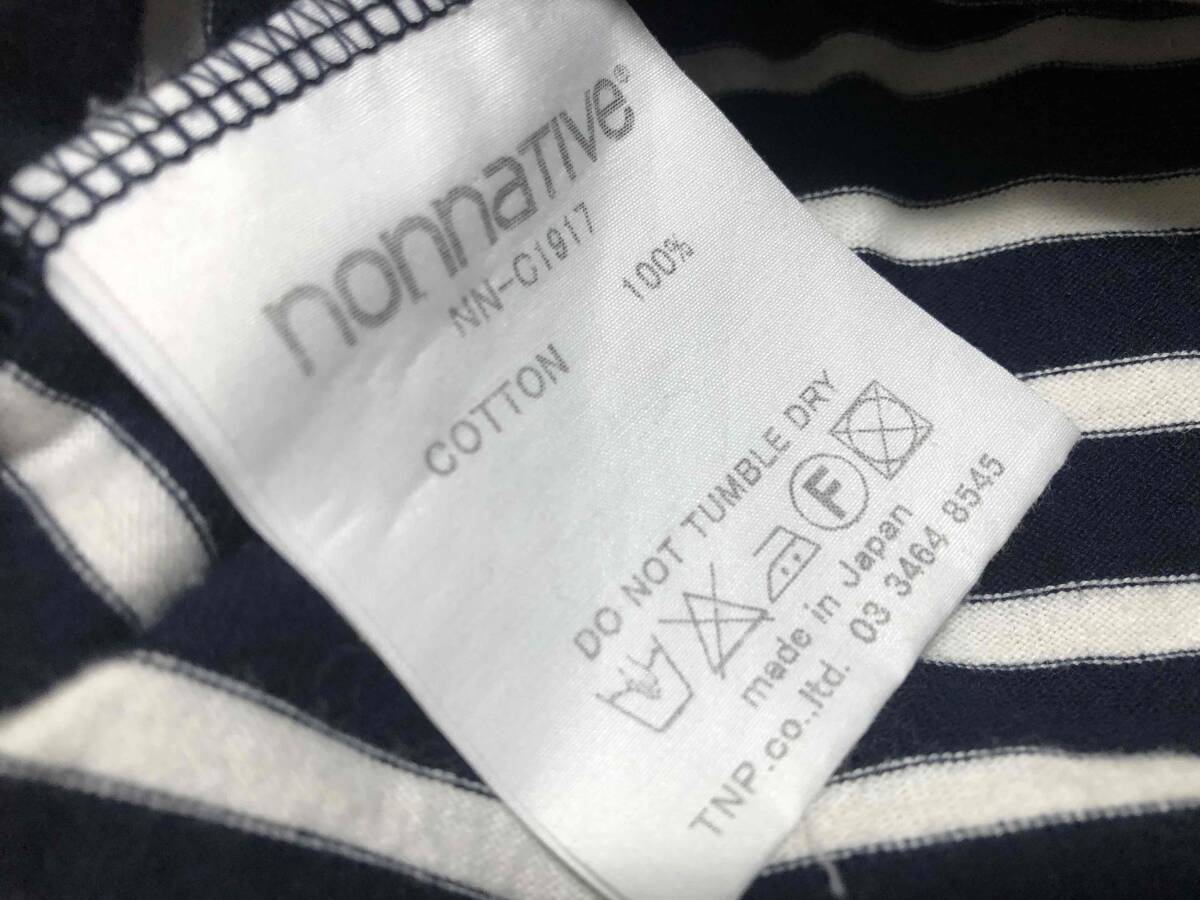 nonnative®
NN-C1917
COTTON 100%
DO NOT TUMBLE DRY
F
made in Japan
TNP.co.,ltd. 03 3464 8545